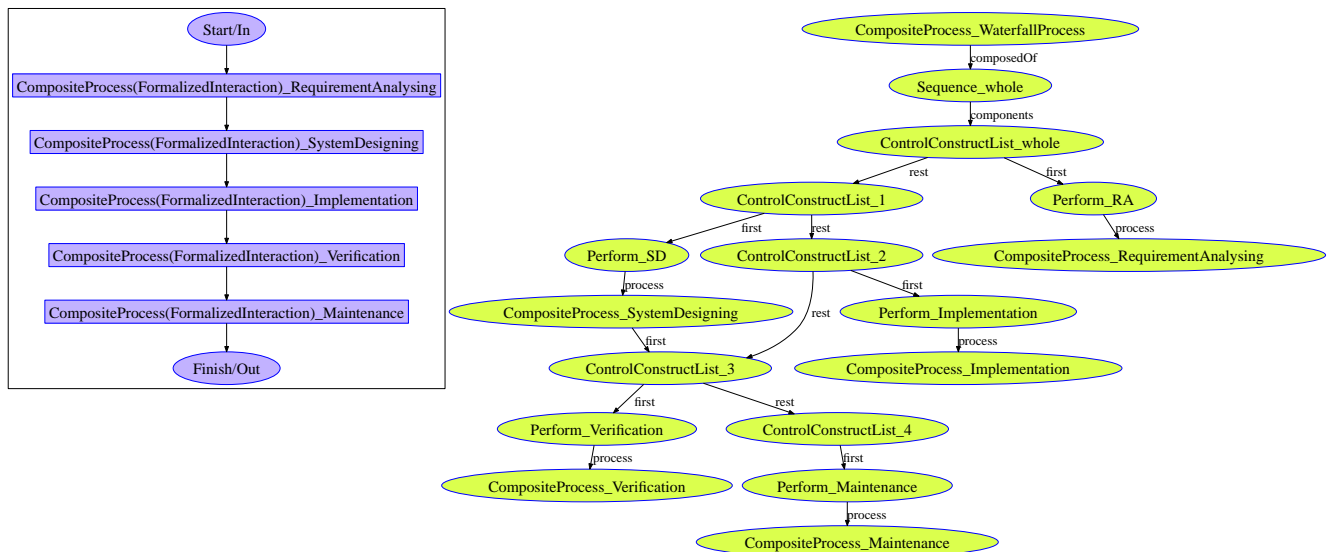 Start/In
CompositeProcess(FormalizedInteraction)_RequirementAnalysing
CompositeProcess(FormalizedInteraction)_SystemDesigning
CompositeProcess(FormalizedInteraction)_Implementation
CompositeProcess(FormalizedInteraction)_Verification
CompositeProcess(FormalizedInteraction)_Maintenance
Finish/Out
CompositeProcess_WaterfallProcess
composedOf
Sequence_whole
components
ControlConstructList_whole
rest
first
ControlConstructList_1
Perform_RA
first
rest
process
Perform_SD
ControlConstructList_2
CompositeProcess_RequirementAnalysing
process
first
CompositeProcess_SystemDesigning
rest
Perform_Implementation
first
process
ControlConstructList_3
CompositeProcess_Implementation
first
rest
Perform_Verification
ControlConstructList_4
process
first
CompositeProcess_Verification
Perform_Maintenance
process
CompositeProcess_Maintenance